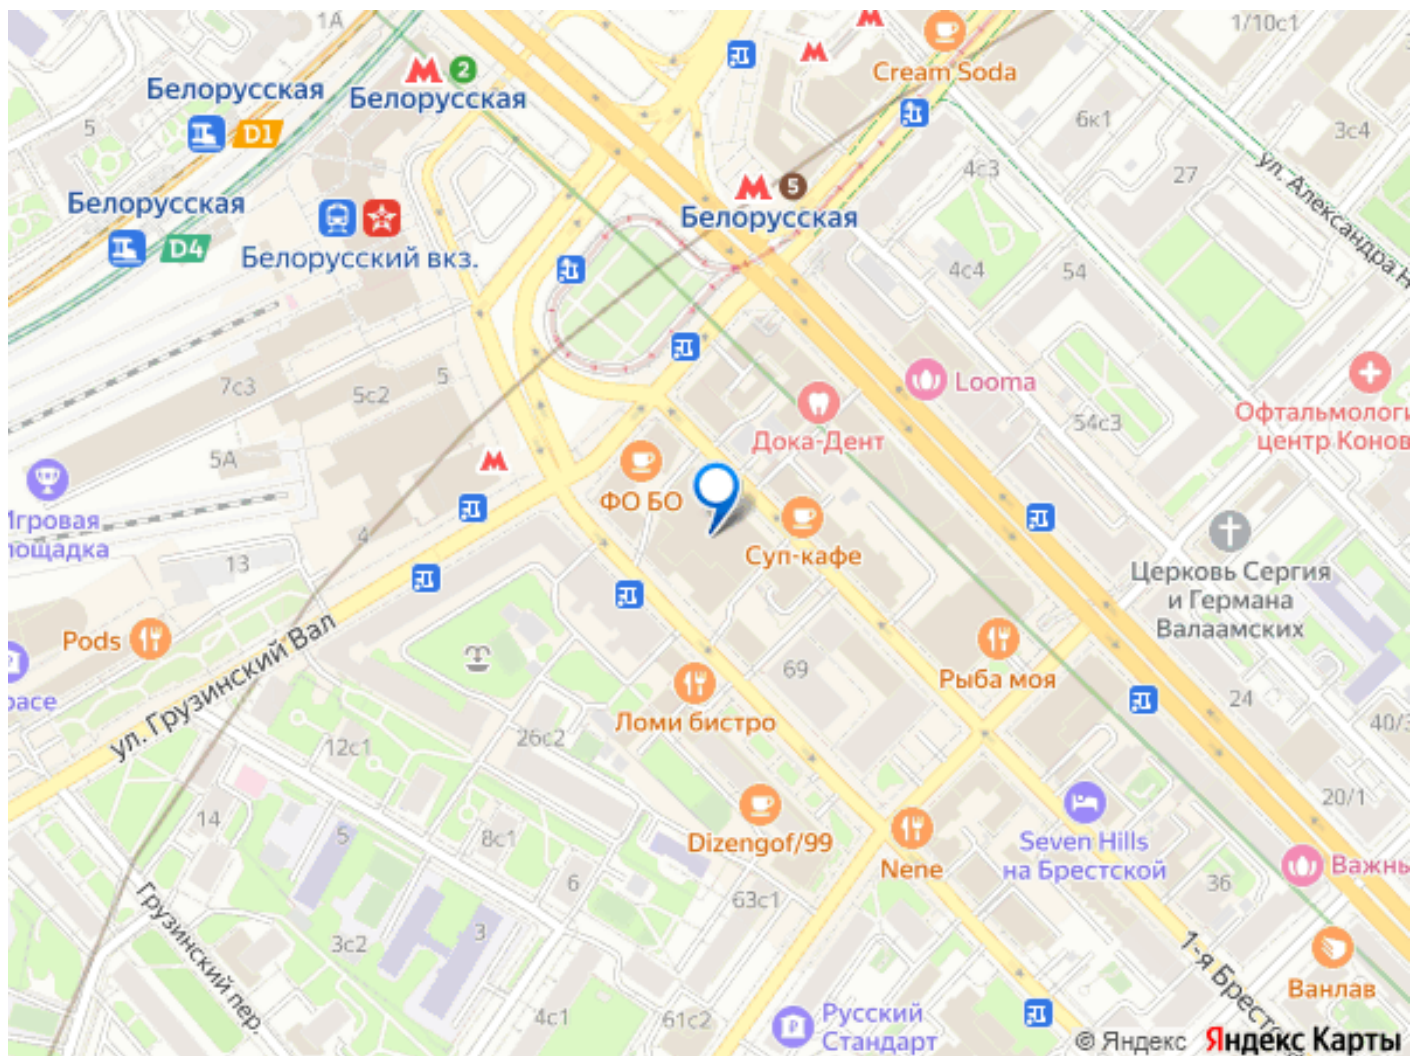 1А
1/10с1
Cream Soda
Белорусская
2
Белорусская
D1
5
6к1
3с4
4с3
27
ул. Александра Н
5
Белорусская
Белорусская
D4
Белорусский вкз.
4с4
54
7с3
5с2
5
Looma
54с3
Офтальмологи
центр Конов
Дока-Дент
5А
ФО БО
Игровая
площадка
4
13
Суп-кафе
Церковь Сергия
и Германа
Валаамских
Pods
ул. Грузинский Вал
69
Рыба моя
24
40/3
Ломи бистро
12с1
26с2
14
5
8с1
Dizengof/99
Nene
Seven Hills
на Брестской
20/1
Важны
6
36
63с1
Грузинский пер.
3с2
3
1-я Брестс
Ванлав
4с1
61с2
Русский
Стандарт
© Яндекс Яндекс Карты